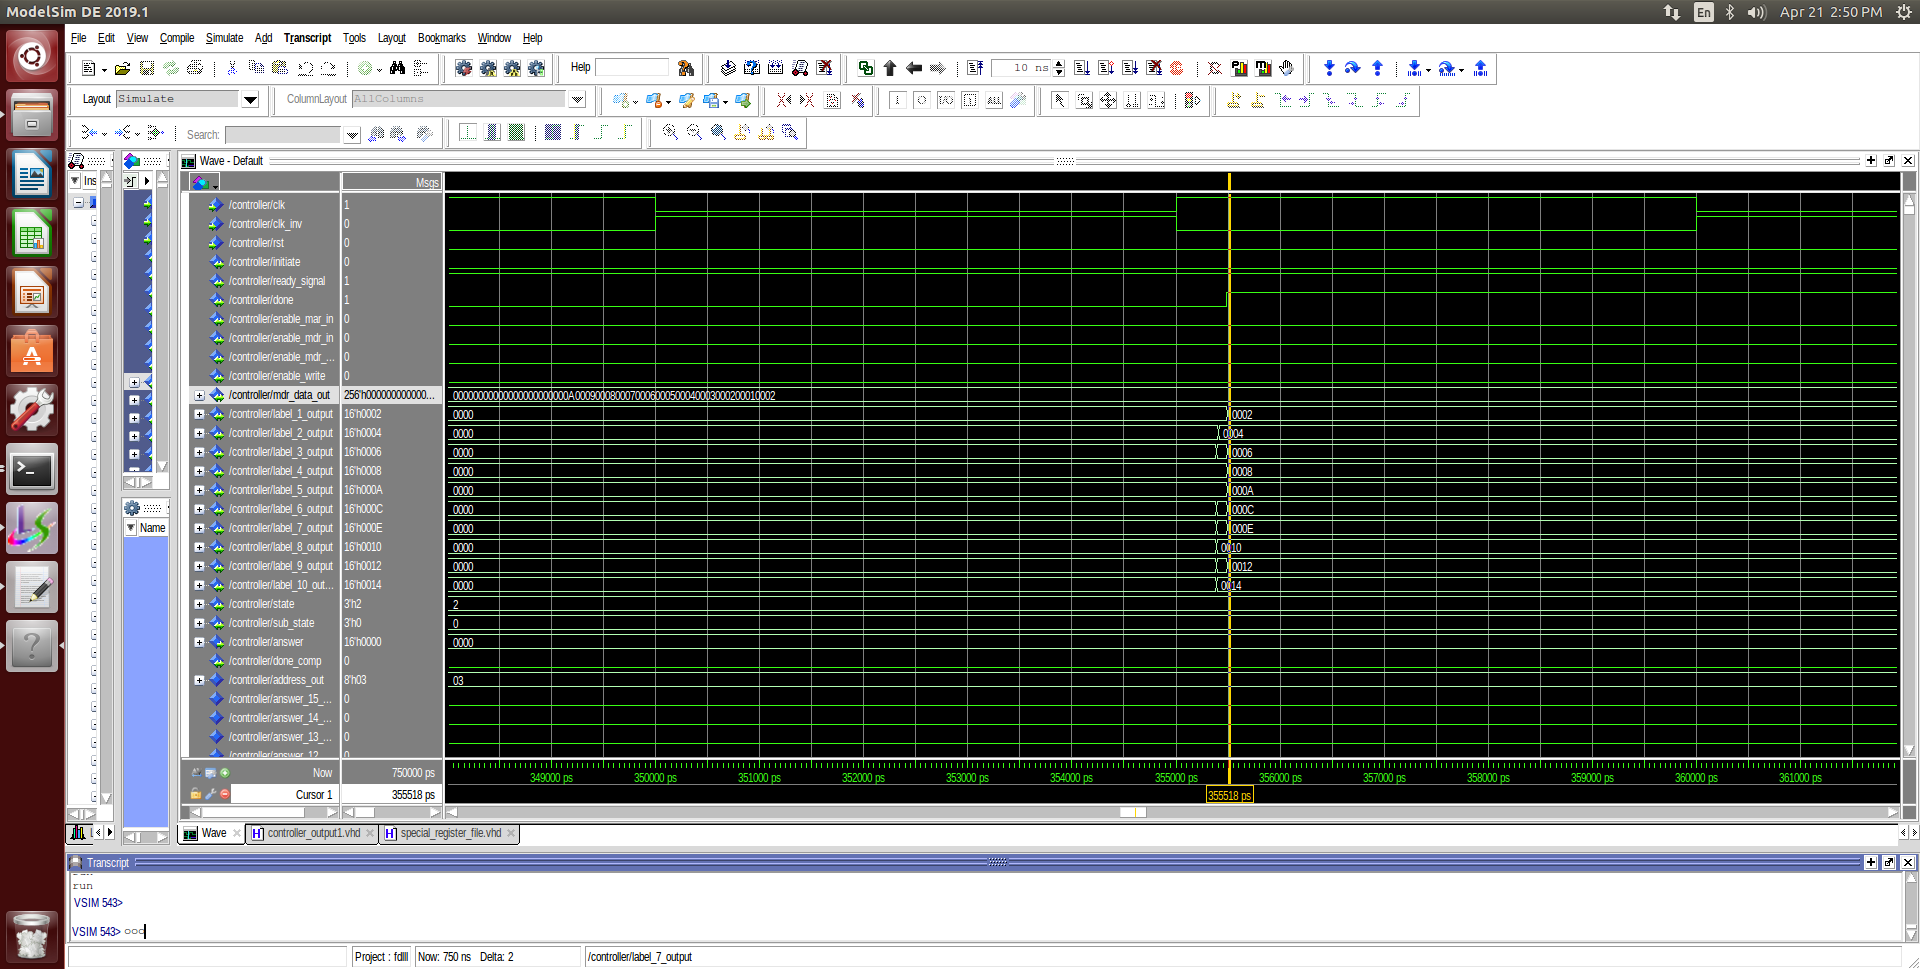 ModelSim DE 2019.1
En
Apr 21 2:50 PM
File Edit View Compile Simulate Add Transcript Tools Layout Bookmarks Window Help
Help
10 ns
Layout Simulate
ColumnLayout AllColumns
Search:
Wave - Default
Ins
Msgs
/controller/clk 1
/controller/clk_inv 0
/controller/rst 0
/controller/initiate 0
/controller/ready_signal 1
/controller/done 1
/controller/enable_mar_in 0
/controller/enable_mdr_in 0
/controller/enable_mdr_... 0
/controller/enable_write 0
/controller/mdr_data_out 256'h000000000000...
/controller/label_1_output 16'h0002 0000 0002
/controller/label_2_output 16'h0004 0000 0004
/controller/label_3_output 16'h0006 0000 0006
/controller/label_4_output 16'h0008 0000 0008
/controller/label_5_output 16'h000A 0000 000A
/controller/label_6_output 16'h000C 0000 000C
/controller/label_7_output 16'h000E 0000 000E
/controller/label_8_output 16'h0010 0000 0010
/controller/label_9_output 16'h0012 0000 0012
/controller/label_10_out... 16'h0014 0000 0014
/controller/state 3'h2 2
/controller/sub_state 3'h0 0
/controller/answer 16'h0000 0000
/controller/done_comp 0
/controller/address_out 8'h03 03
/controller/answer_15_... 0
/controller/answer_14_... 0
/controller/answer_13_... 0
/controller/answer_12... 0
Name
Now 750000 ps
349000 ps 350000 ps 351000 ps 352000 ps 353000 ps 354000 ps 355000 ps 356000 ps 357000 ps 358000 ps 359000 ps 360000 ps 361000 ps
Cursor 1 355518 ps
355518 ps
Wave controller_output1.vhd special_register_file.vhd
Transcript
run
VSIM 543>
VSIM 543> ooo
Project : fdlll Now: 750 ns Delta: 2 /controller/label_7_output